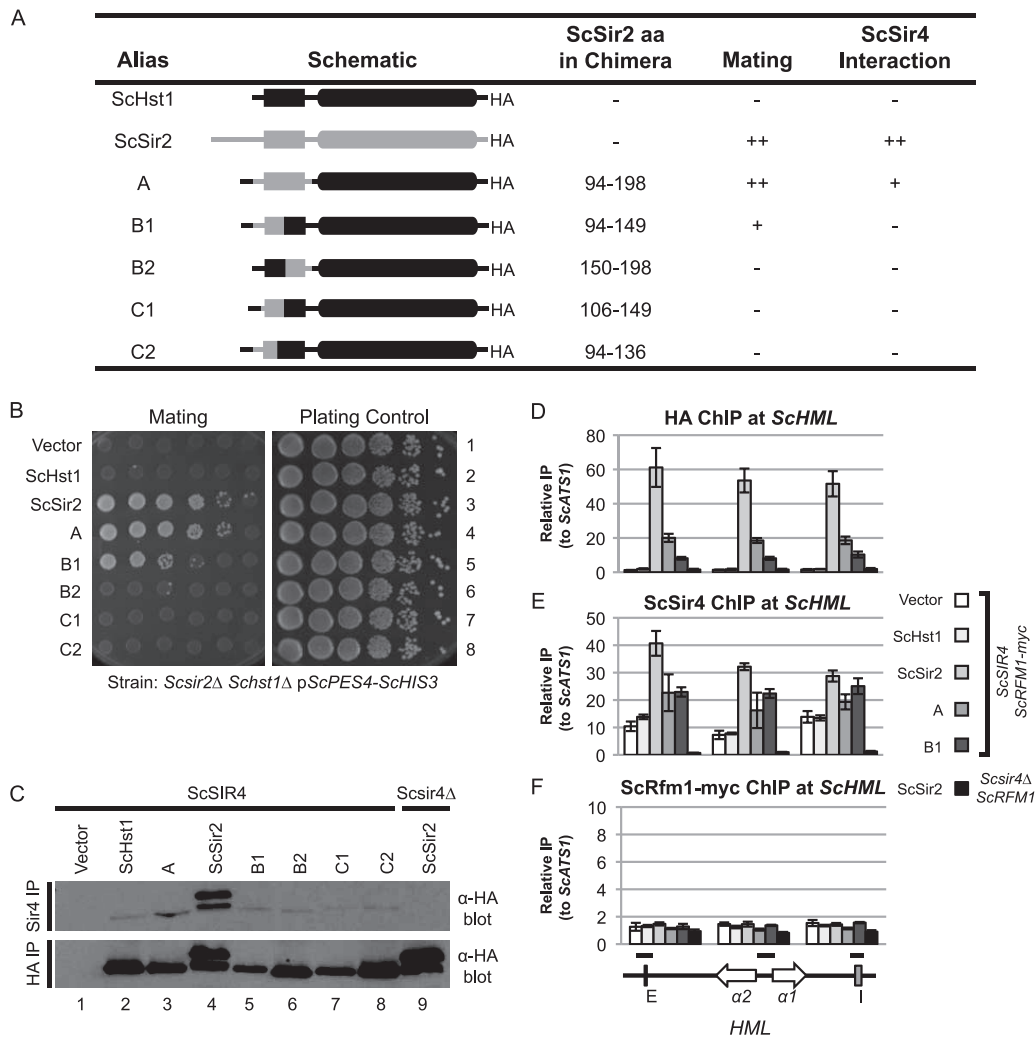 A
Alias Schematic ScSir2 aa in Chimera Mating ScSir4 Interaction
ScHst1 HA - - -
ScSir2 HA - ++ ++
A HA 94-198 ++ +
B1 HA 94-149 + -
B2 HA 150-198 - -
C1 HA 106-149 - -
C2 HA 94-136 - -
B
Mating Plating Control
Vector 1
ScHst1 2
ScSir2 3
A 4
B1 5
B2 6
C1 7
C2 8
Strain: Scsir2Δ Schst1Δ pScPES4-ScHIS3
C
ScSIR4 Scsir4Δ
Vector ScHst1 A ScSir2 B1 B2 C1 C2 ScSir2
Sir4 IP α-HA blot
HA IP α-HA blot
1 2 3 4 5 6 7 8 9
D
HA ChIP at ScHML
Relative IP (to ScATS1)
80
60
40
20
0
E
ScSir4 ChIP at ScHML
Relative IP (to ScATS1)
50
40
30
20
10
0
Vector
ScHst1
ScSir2
A
B1
ScSIR4 ScRFM1-myc
ScSir2 Scsir4Δ ScRFM1
F
ScRfm1-myc ChIP at ScHML
Relative IP (to ScATS1)
10
8
6
4
2
0
E α2 α1 I
HML